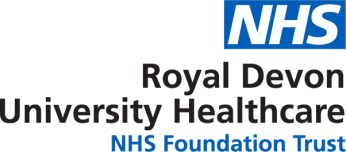 NHS
Royal Devon
University Healthcare
NHS Foundation Trust